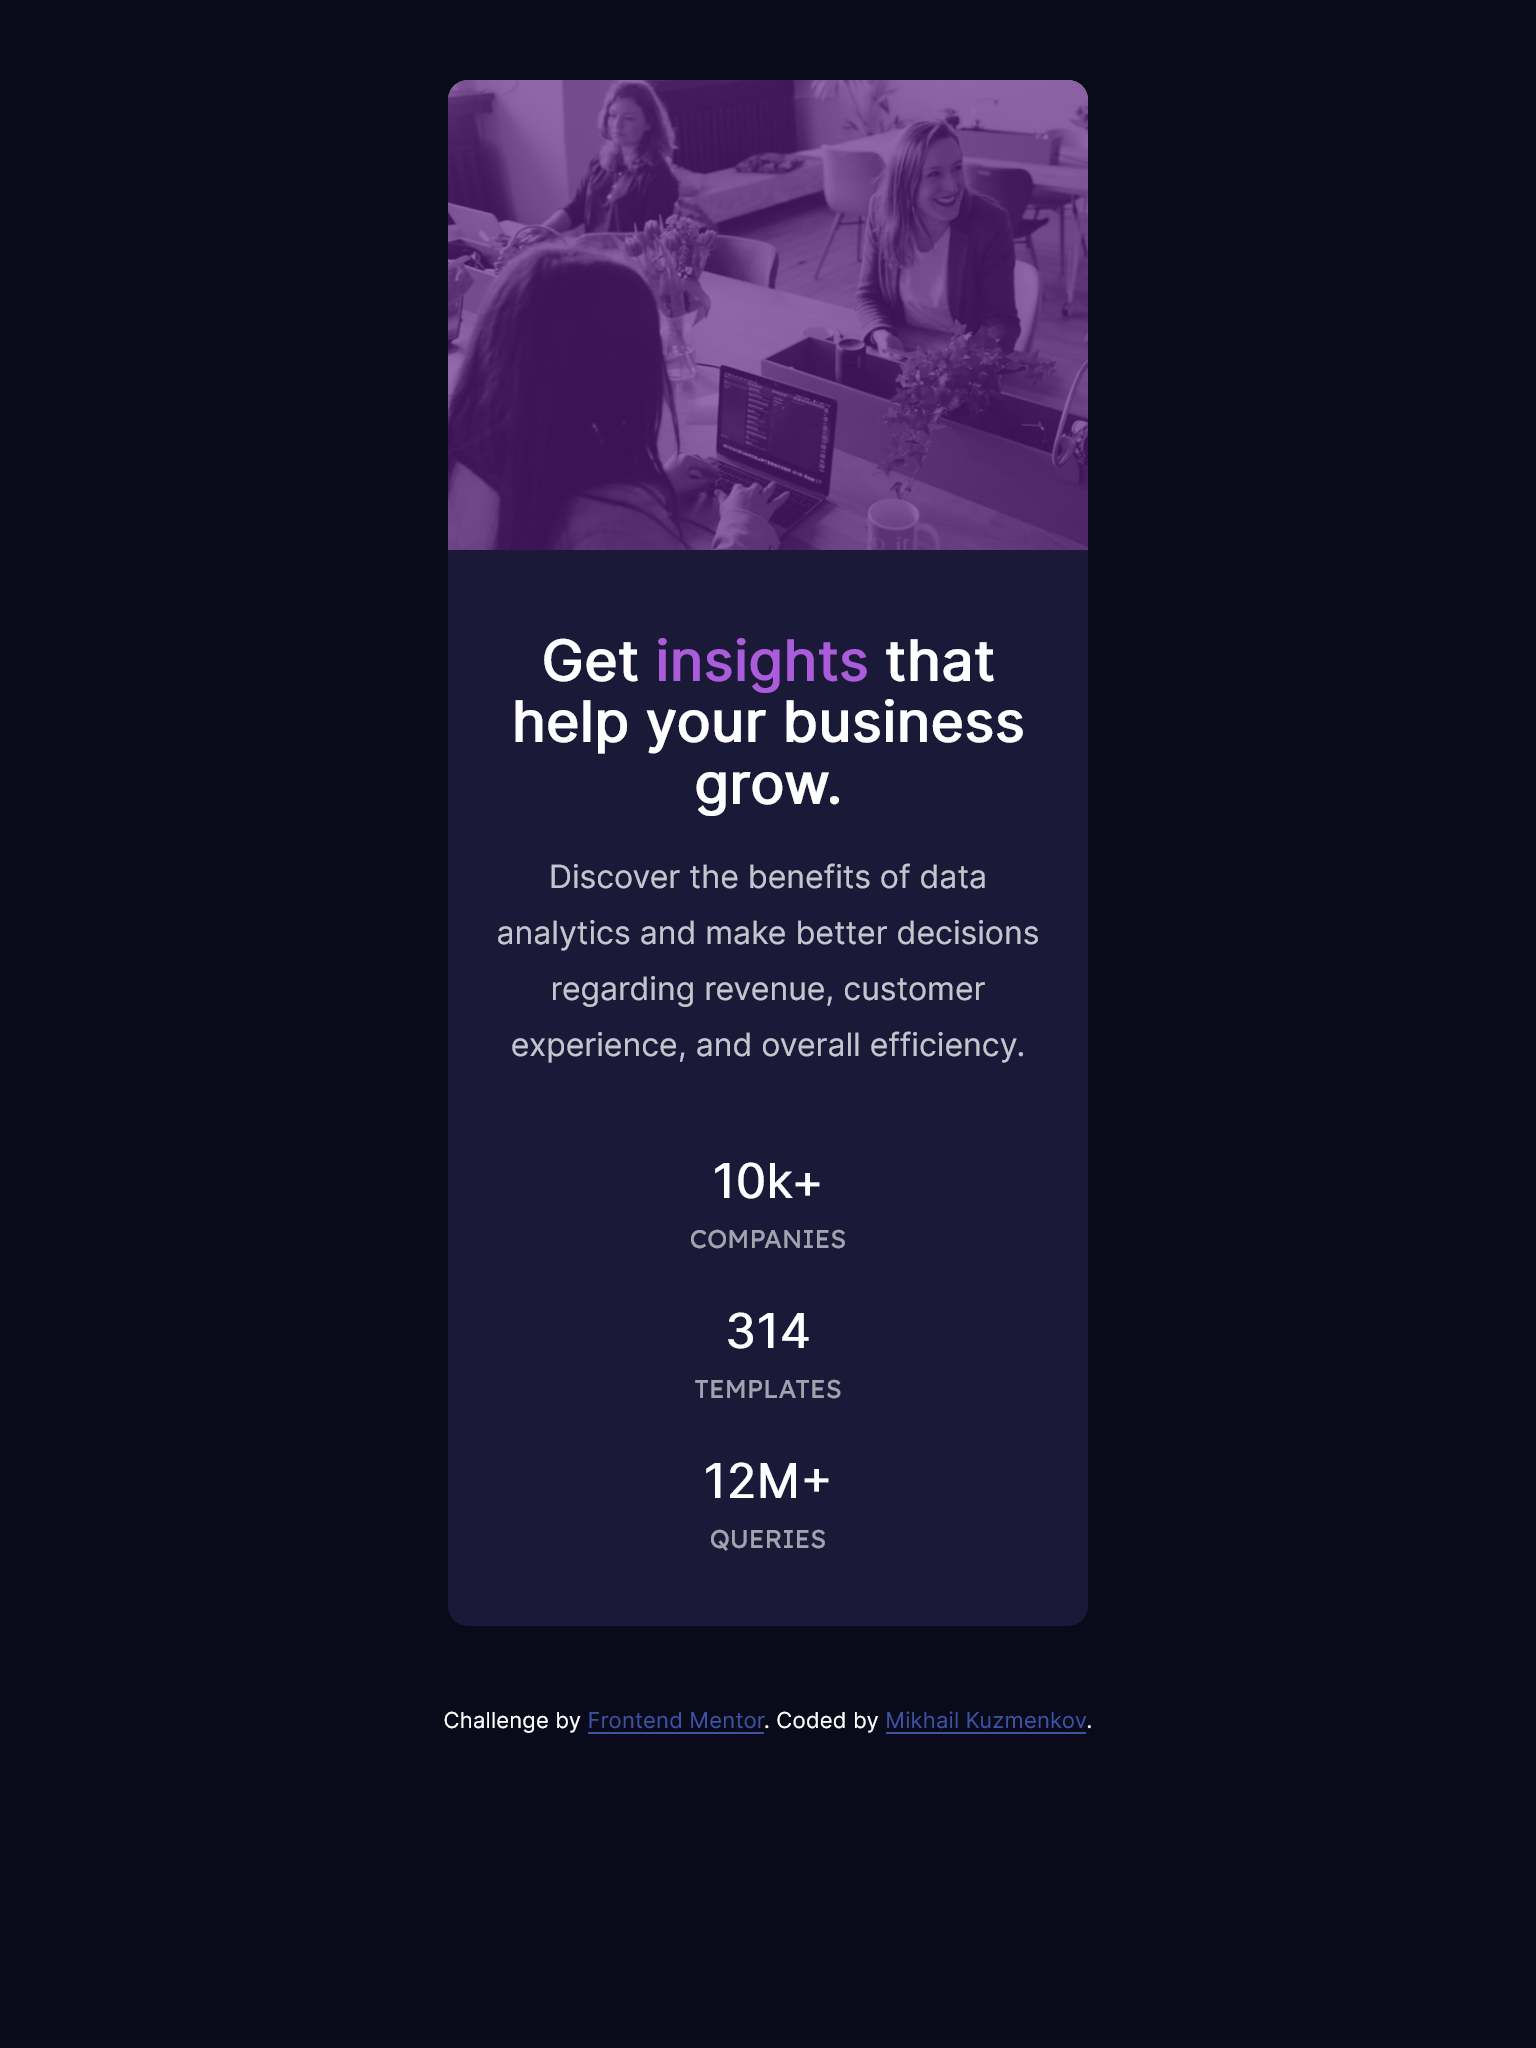 Get insights that
help your business
grow.
Discover the benefits of data
analytics and make better decisions
regarding revenue, customer
experience, and overall efficiency.
10k+
COMPANIES
314
TEMPLATES
12M+
QUERIES
Challenge by Frontend Mentor. Coded by Mikhail Kuzmenkov.